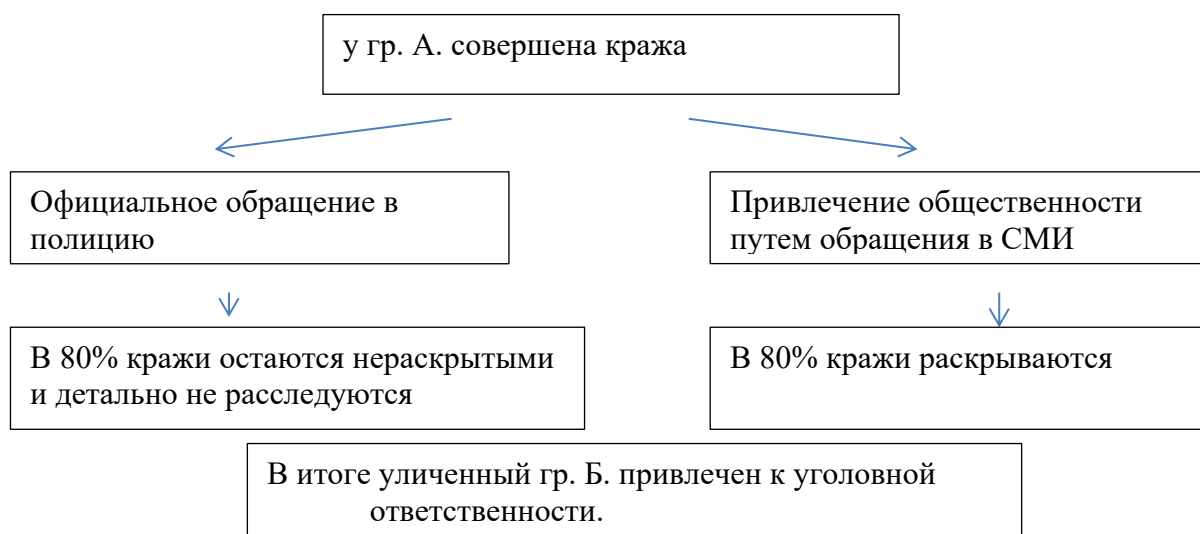 у гр. А. совершена кража
Официальное обращение в
полицию
Привлечение общественности
путем обращения в СМИ
В 80% кражи остаются нераскрытыми
и детально не расследуются
В 80% кражи раскрываются
В итоге уличенный гр. Б. привлечен к уголовной
ответственности.